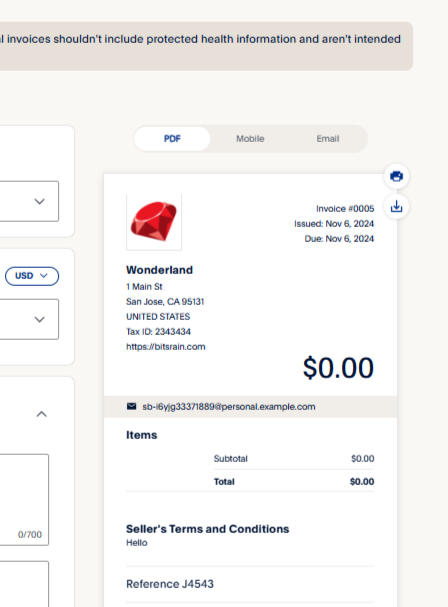 l invoices shouldn't include protected health information and aren't intended
PDF
Mobile
Email
Invoice #0005
Issued: Nov 6, 2024
Due: Nov 6, 2024
Wonderland
1 Main St
San Jose, CA 95131
UNITED STATES
Tax ID: 2343434
https://bitsrain.com
$0.00
sb-i6yjg33371889@personal.example.com
Items
Subtotal $0.00
Total $0.00
Seller's Terms and Conditions
Hello
Reference J4543
USD
0/700